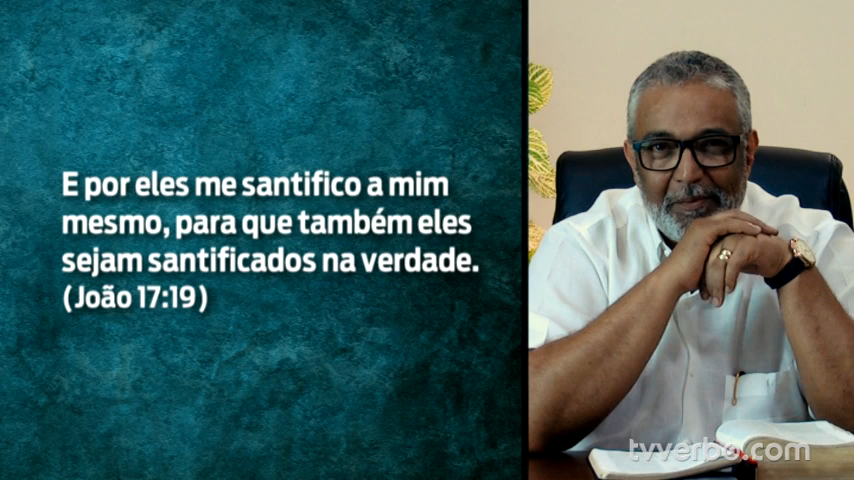 E por eles me santifico a mim
mesmo, para que também eles
sejam santificados na verdade.
(João 17:19)
tvverbo.com